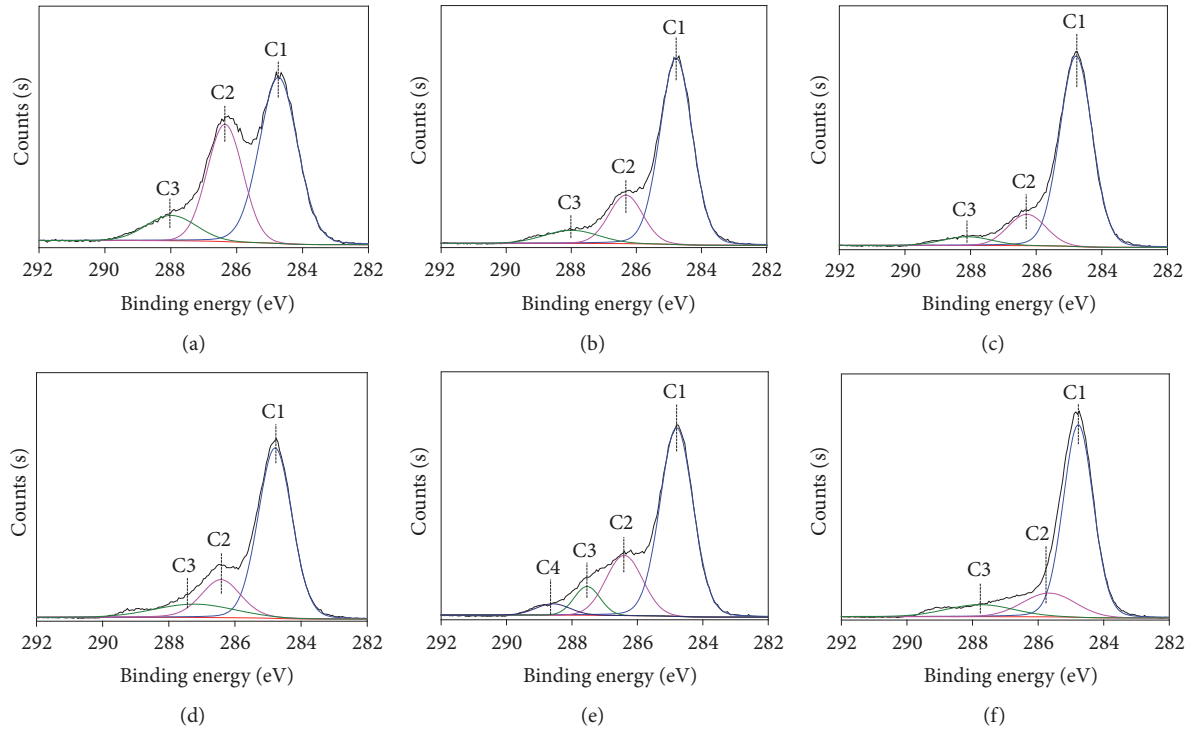 Counts (s)
C1
C2
C3
292 290 288 286 284 282
Binding energy (eV)
(a)
Counts (s)
C1
C2
C3
292 290 288 286 284 282
Binding energy (eV)
(b)
Counts (s)
C1
C2
C3
292 290 288 286 284 282
Binding energy (eV)
(c)
Counts (s)
C1
C2
C3
292 290 288 286 284 282
Binding energy (eV)
(d)
Counts (s)
C1
C2
C3
C4
292 290 288 286 284 282
Binding energy (eV)
(e)
Counts (s)
C1
C2
C3
292 290 288 286 284 282
Binding energy (eV)
(f)